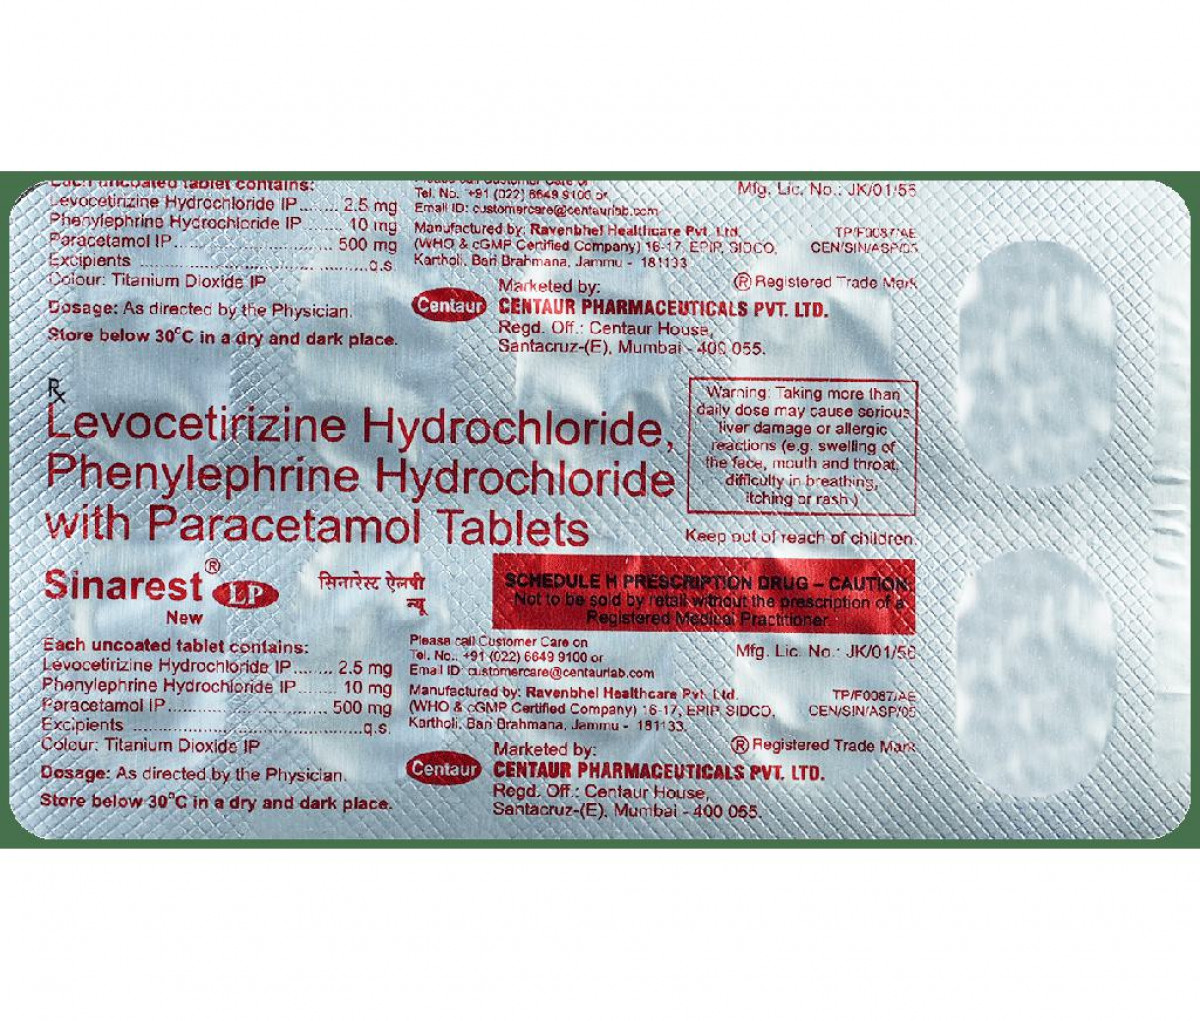 Each uncoated tablet contains:
Levocetirizine Hydrochloride IP........ 2.5 mg
Phenylephrine Hydrochloride IP ........ 10 mg
Paracetamol IP................................ 500 mg
Excipients .........................................q.s.
Colour: Titanium Dioxide IP
Dosage: As directed by the Physician.
Store below 30°C in a dry and dark place.
Please call Customer Care on
Tel. No. +91 (022) 6649 9100 or
Email ID: customercare@centaurlab.com
Manufactured by: Ravenbhel Healthcare Pvt. Ltd.
(WHO & cGMP Certified Company) 16-17, EPIP, SIDCO,
Kartholi, Bari Brahmana, Jammu - 181133
Mfg. Lic. No.: JK/01/
TP/F0087/AE
CEN/SIN/ASP/05
® Registered Trade Mark
Centaur
Marketed by:
CENTAUR PHARMACEUTICALS PVT. LTD.
Regd. Off.: Centaur House,
Santacruz-(E), Mumbai - 400 055.
Rx
Levocetirizine Hydrochloride,
Phenylephrine Hydrochloride
with Paracetamol Tablets
Warning: Taking more than
daily dose may cause serious
liver damage or allergic
reactions (e.g. swelling of
the face, mouth and throat,
difficulty in breathing,
itching or rash.)
Keep out of reach of children.
Sinarest® LP
New
सिनारेस्ट ऐलपी
न्यू
SCHEDULE H PRESCRIPTION DRUG – CAUTION
Not to be sold by retail without the prescription of a
Registered Medical Practitioner.
Each uncoated tablet contains:
Levocetirizine Hydrochloride IP........ 2.5 mg
Phenylephrine Hydrochloride IP ........ 10 mg
Paracetamol IP................................ 500 mg
Excipients .........................................q.s.
Colour: Titanium Dioxide IP
Dosage: As directed by the Physician.
Store below 30°C in a dry and dark place.
Please call Customer Care on
Tel. No.: +91 (022) 6649 9100 or
Email ID: customercare@centaurlab.com
Manufactured by: Ravenbhel Healthcare Pvt. Ltd.
(WHO & cGMP Certified Company) 16-17, EPIP, SIDCO,
Kartholi, Bari Brahmana, Jammu - 181133.
Mfg. Lic. No.: JK/01/
TP/F0087/AE
CEN/SIN/ASP/05
® Registered Trade Mark
Centaur
Marketed by:
CENTAUR PHARMACEUTICALS PVT. LTD.
Regd. Off.: Centaur House,
Santacruz-(E), Mumbai - 400 055.